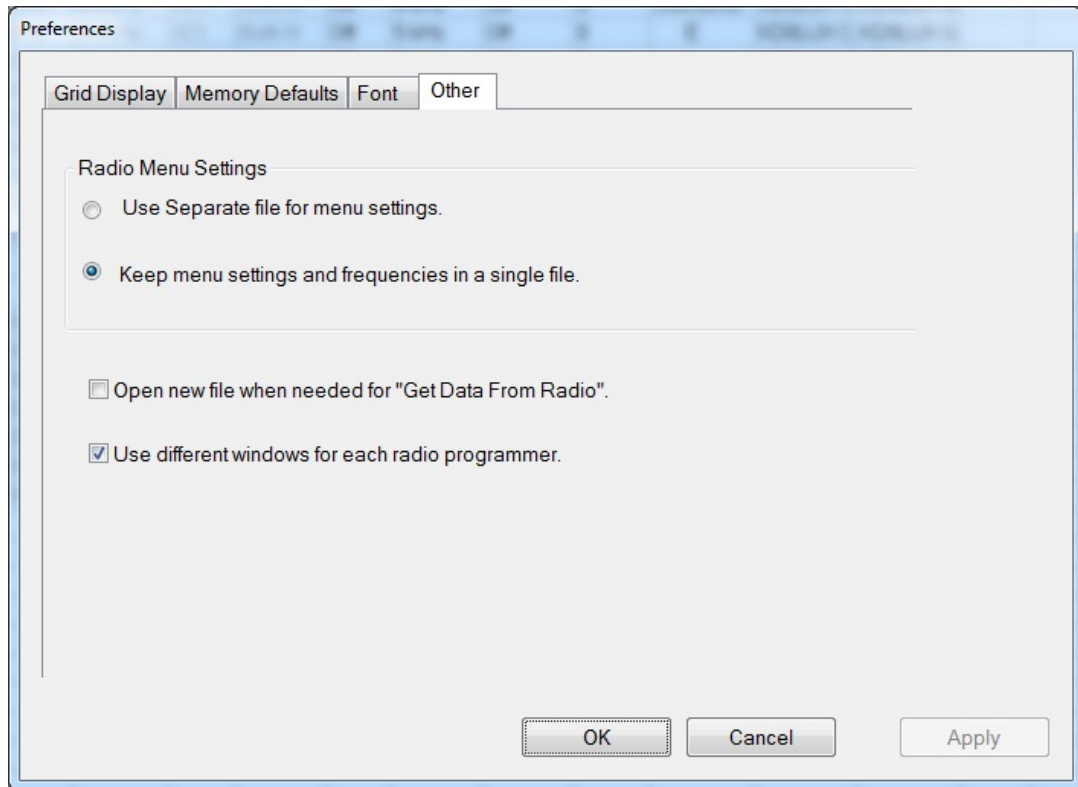 Preferences
Grid Display Memory Defaults Font Other
Radio Menu Settings
Use Separate file for menu settings.
Keep menu settings and frequencies in a single file.
Open new file when needed for "Get Data From Radio".
Use different windows for each radio programmer.
OK Cancel Apply